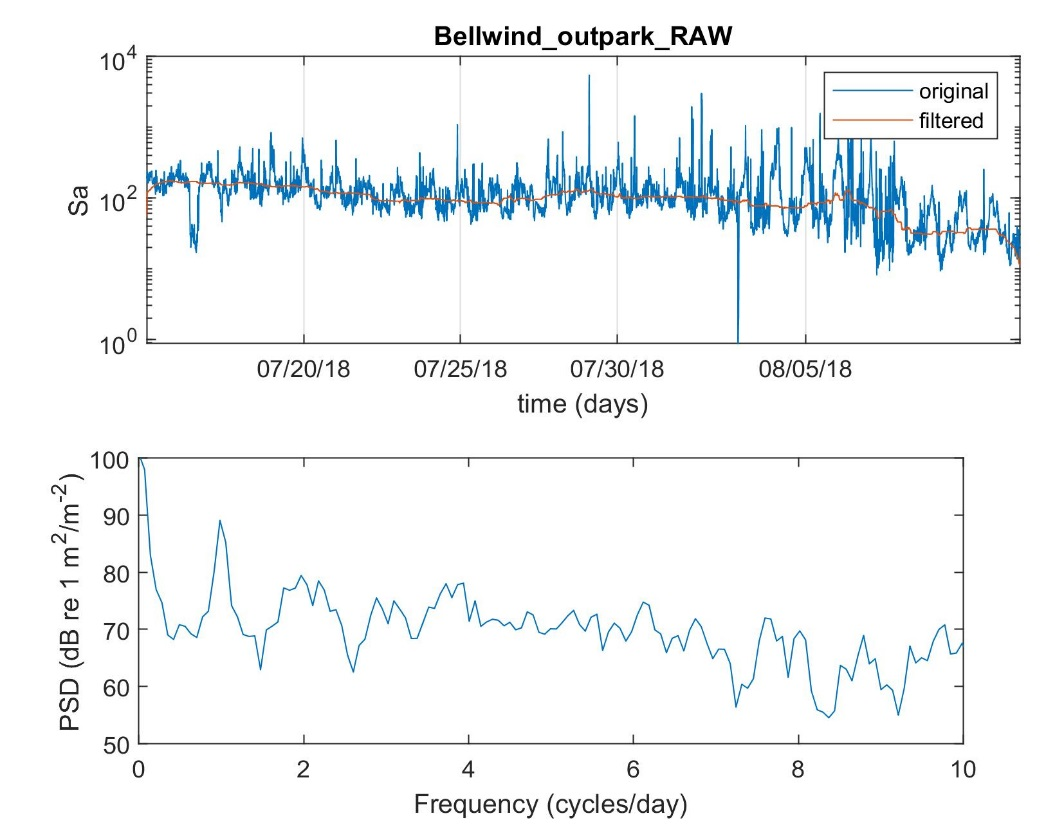 Bellwind_outpark_RAW
10^4
10^2
10^0
Sa
original
filtered
07/20/18 07/25/18 07/30/18 08/05/18
time (days)
100
90
80
70
60
50
PSD (dB re 1 m^2/m^-2)
0 2 4 6 8 10
Frequency (cycles/day)